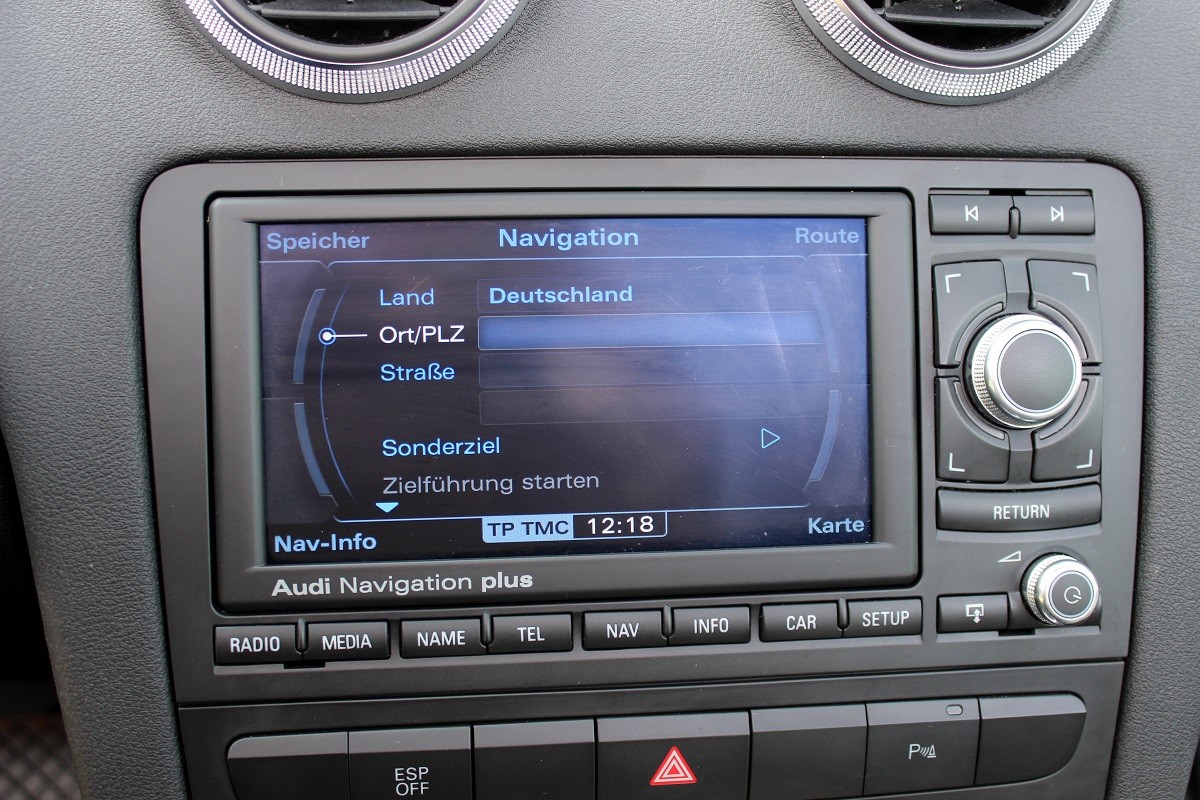 Speicher Navigation Route
Land Deutschland
Ort/PLZ
Straße
Sonderziel
Zielführung starten
Nav-Info TP TMC 12:18 Karte
Audi Navigation plus
RETURN
RADIO MEDIA NAME TEL NAV INFO CAR SETUP
ESP
OFF
P